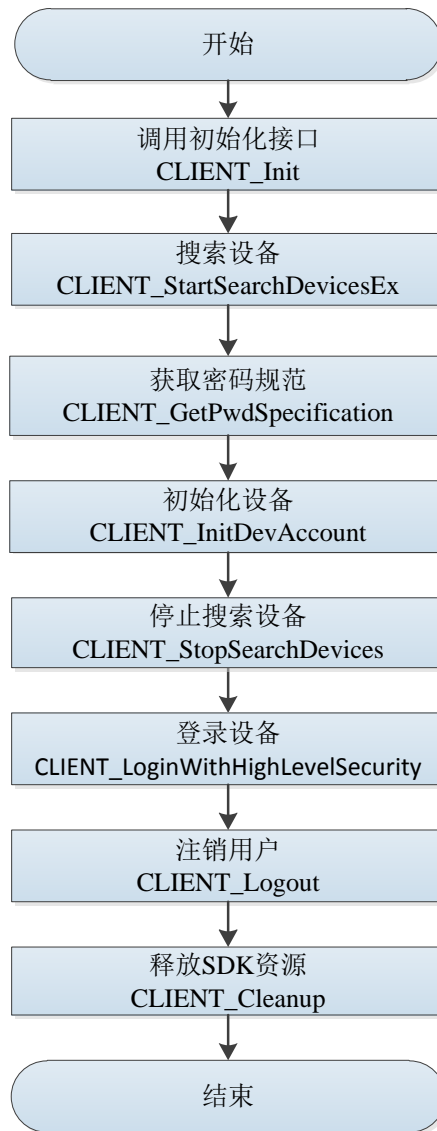 开始
调用初始化接口
CLIENT_Init
搜索设备
CLIENT_StartSearchDevicesEx
获取密码规范
CLIENT_GetPwdSpecification
初始化设备
CLIENT_InitDevAccount
停止搜索设备
CLIENT_StopSearchDevices
登录设备
CLIENT_LoginWithHighLevelSecurity
注销用户
CLIENT_Logout
释放SDK资源
CLIENT_Cleanup
结束